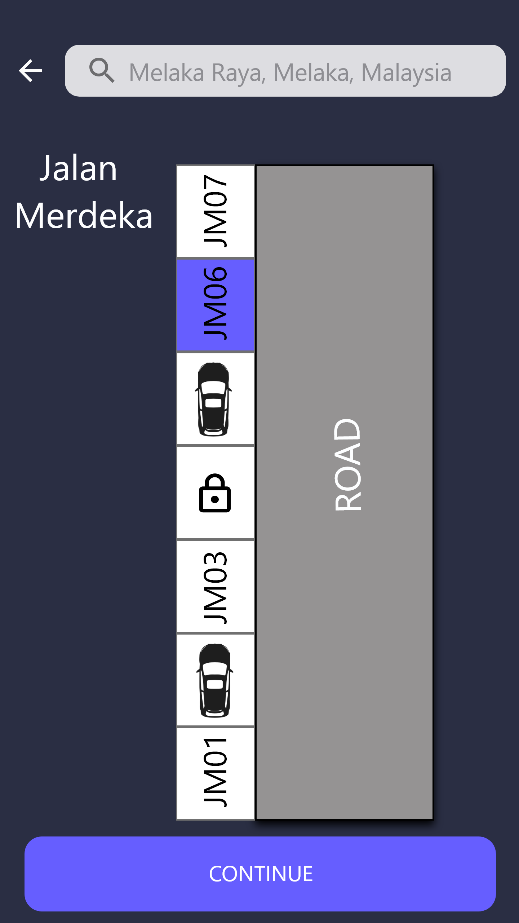 Melaka Raya, Melaka, Malaysia
Jalan
Merdeka
JM07
JM06
JM03
JM01
ROAD
CONTINUE